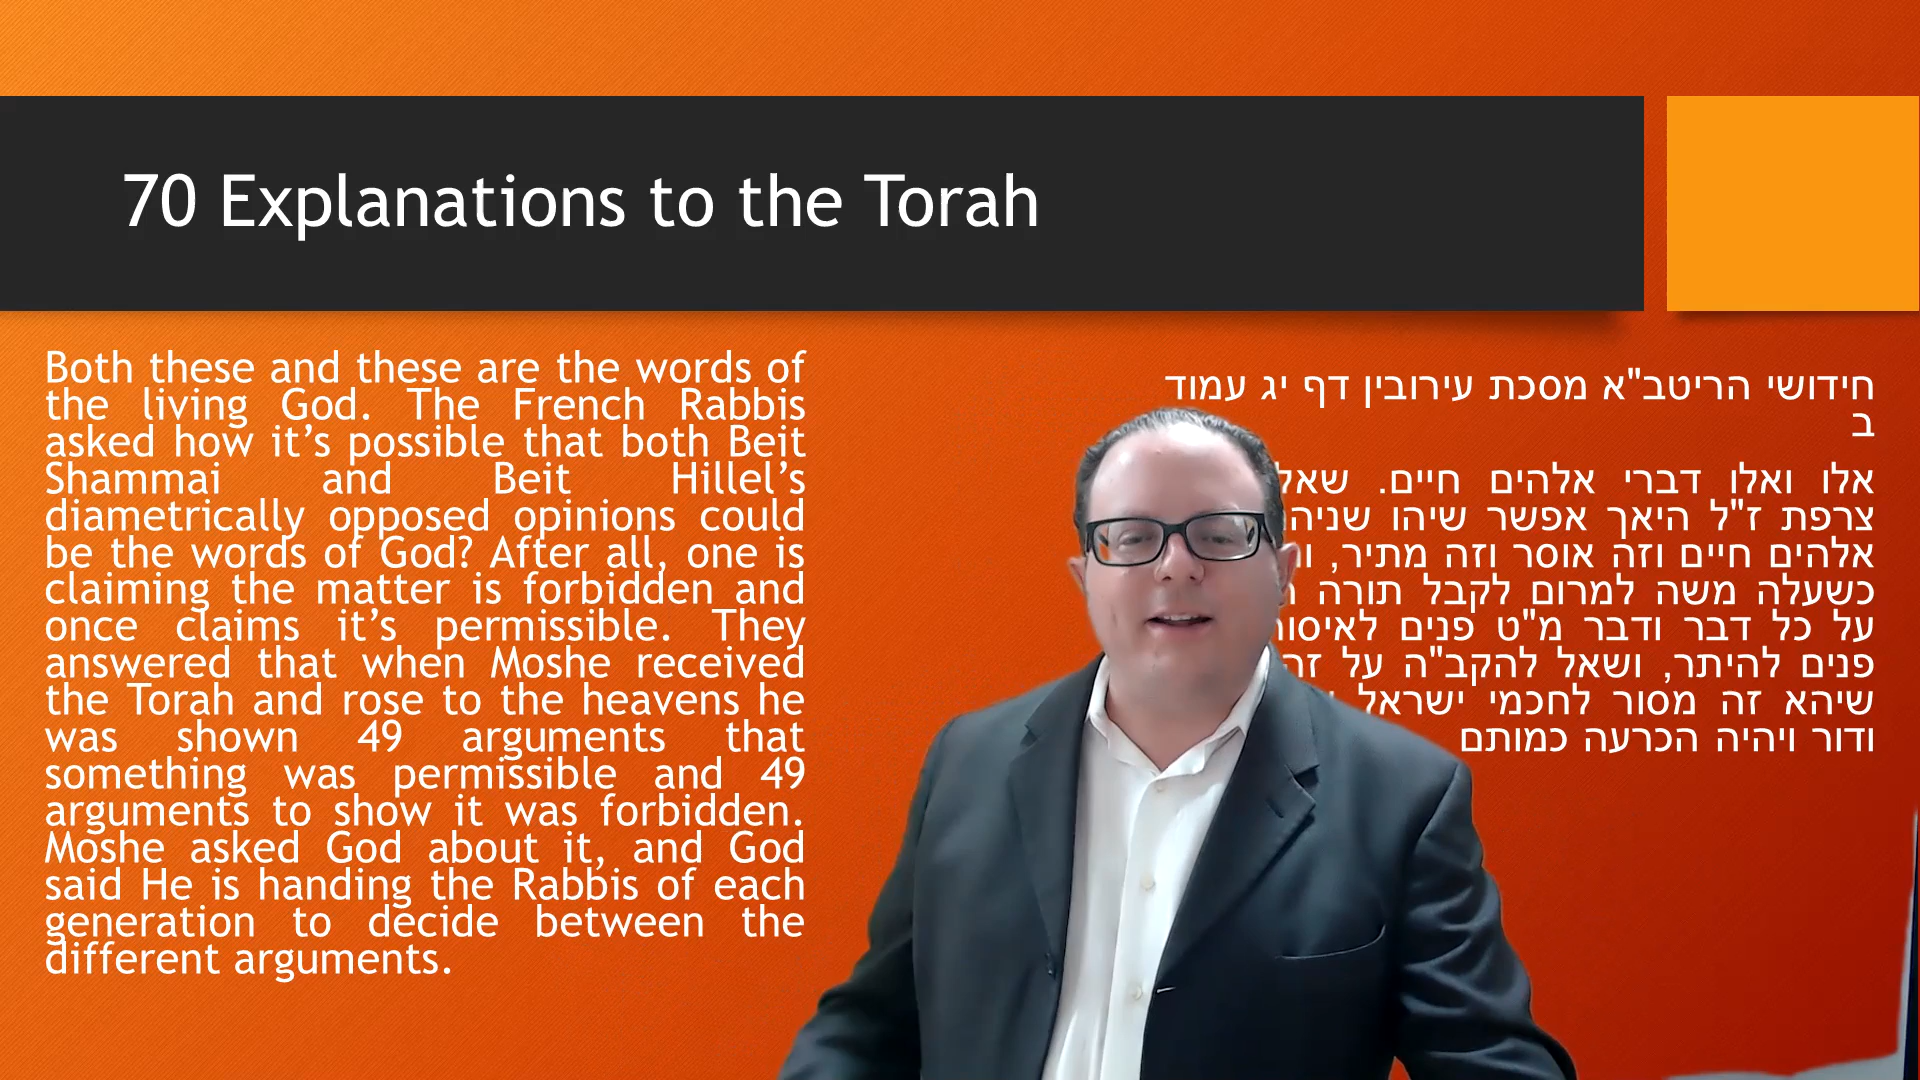 70 Explanations to the Torah
Both these and these are the words of
the living God. The French Rabbis
asked how it’s possible that both Beit
Shammai and Beit Hillel’s
diametrically opposed opinions could
be the words of God? After all, one is
claiming the matter is forbidden and
once claims it’s permissible. They
answered that when Moshe received
the Torah and rose to the heavens he
was shown 49 arguments that
something was permissible and 49
arguments to show it was forbidden.
Moshe asked God about it, and God
said He is handing the Rabbis of each
generation to decide between the
different arguments.
חידושי הריטב"א מסכת עירובין דף יג עמוד
ב
אלו ואלו דברי אלהים חיים.
צרפת ז"ל היאך אפשר שיהו
אלהים חיים וזה אוסר וזה מתיר,
כשעלה משה למרום לקבל תורה
על כל דבר ודבר מ"ט פנים
פנים להיתר, ושאל להקב"ה על
שיהא זה מסור לחכמי ישראל
ודור ויהיה הכרעה כמותם